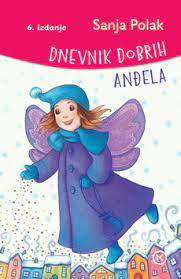 6. izdanje
Sanja Polak
DNEVNIK DOBRIH
ANĐELA